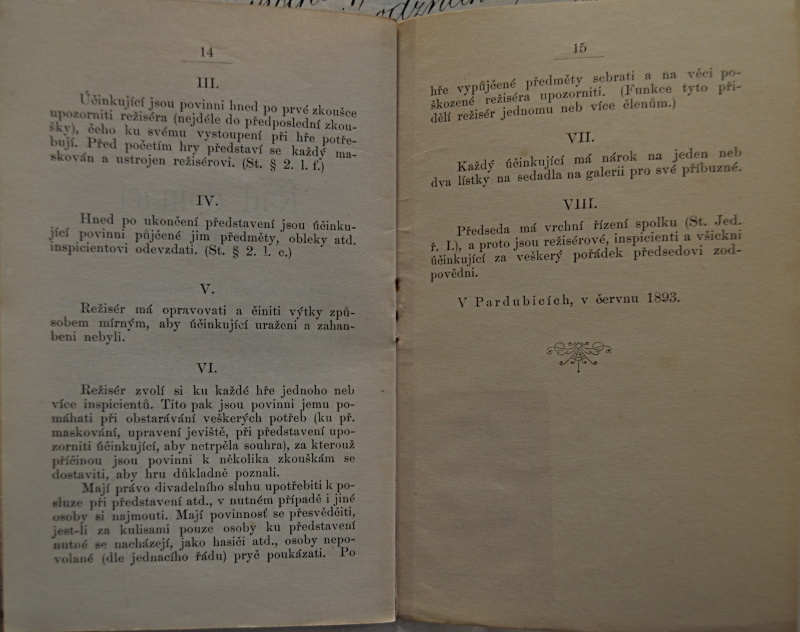 14
III.
Účinkující jsou povinni hned po prvé zkoušce
upozorniti režiséra (nejdéle do předposlední zkou-
šky), čeho ku svému vystoupení při hře potře-
bují. Před početím hry představí se každý ma-
skován a ustrojen režisérovi. (St. § 2. l. f.)
IV.
Hned po ukončení představení jsou účinku-
jící povinni půjčené jim předměty, obleky atd.
inspicientovi odevzdati. (St. § 2. l. c.)
V.
Režisér má opravovati a činiti výtky způ-
sobem mírným, aby účinkující uraženi a zahan-
beni nebyli.
VI.
Režisér zvolí si ku každé hře jednoho neb
více inspicientů. Tito pak jsou povinni jemu po-
máhati při obstarávání veškerých potřeb (ku př.
maskování, upravení jeviště, při představení upo-
zorniti účinkující, aby netrpěla souhra), za kterouž
příčinou jsou povinni k několika zkouškám se
dostaviti, aby hru důkladně poznali.
Mají právo divadelního sluhu upotřebiti k po-
sluze při představení atd., v nutném případě i jiné
osoby si najmouti. Mají povinnosť se přesvěděiti,
jest-li za kulisami pouze osoby ku představení
nutné se nacházejí, jako hasiči atd., osoby nepo-
volané (dle jednacího řádu) pryč poukázati. Po
15
hře vypůjčené předměty sebrati a na věci po-
škozené režiséra upozorniti. (Funkce tyto při-
dělí režisér jednomu neb více členům.)
VII.
Každý účinkující má nárok na jeden neb
dva lístky na sedadla na galerii pro své příbuzné.
VIII.
Předseda má vrchní řízení spolku (St. Jed.
ř. I.), a proto jsou režisérové, inspicienti a všickni
účinkující za veškerý pořádek předsedovi zod-
povědni.
V Pardubicích, v červnu 1893.